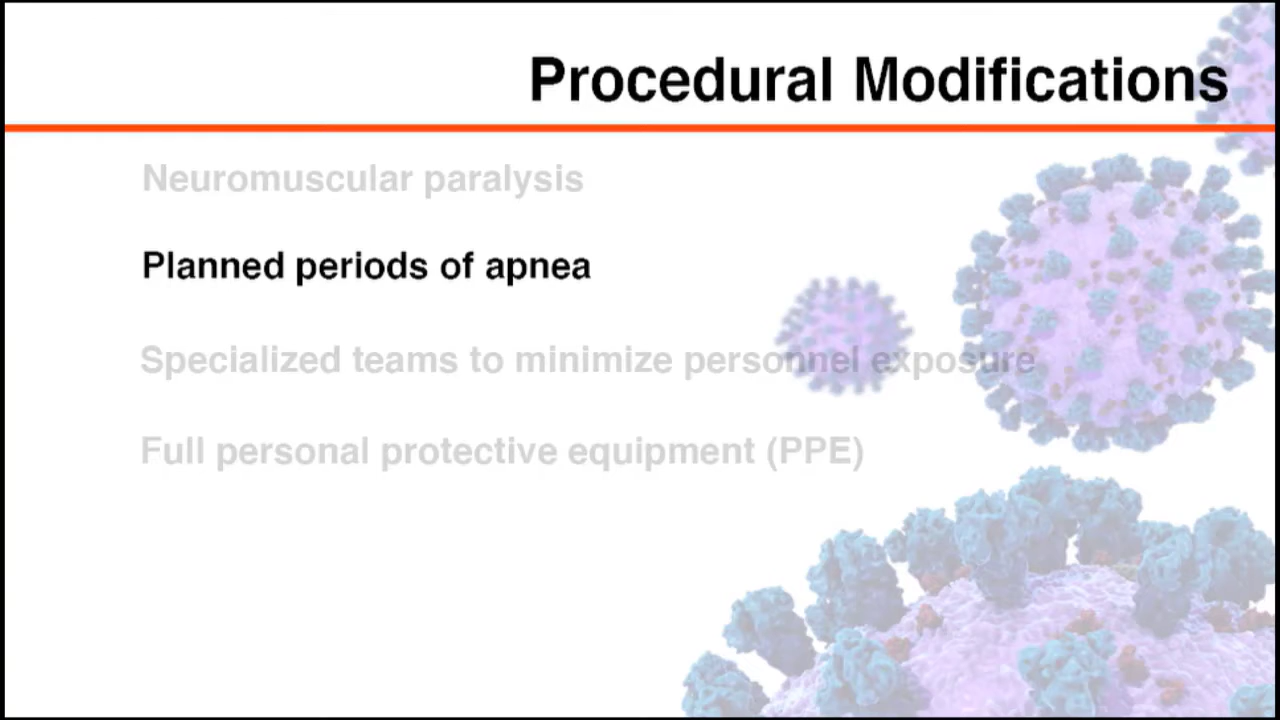 Procedural Modifications
Neuromuscular paralysis
Planned periods of apnea
Specialized teams to minimize personnel exposure
Full personal protective equipment (PPE)